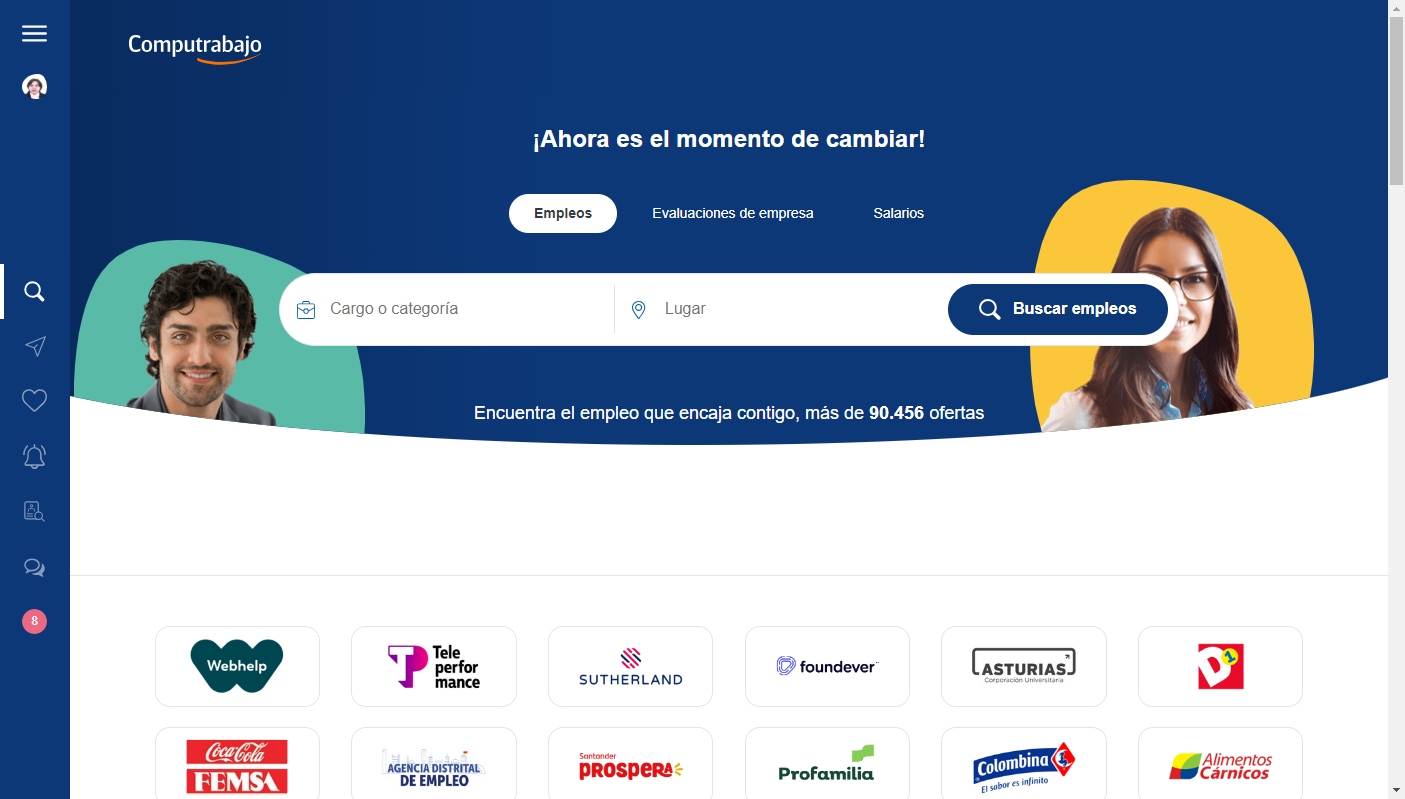 Computrabajo
¡Ahora es el momento de cambiar!
Empleos
Evaluaciones de empresa
Salarios
Cargo o categoría
Lugar
Buscar empleos
Encuentra el empleo que encaja contigo, más de 90.456 ofertas
8
Webhelp
Tele
perfor
mance
SUTHERLAND
foundever
ASTURIAS
Corporación Universitaria
D1
Coca-Cola
FEMSA
AGENCIA DISTRITAL
DE EMPLEO
Santander
PROSPERA
Profamilia
Colombina
El sabor es infinito
Alimentos
Cárnicos